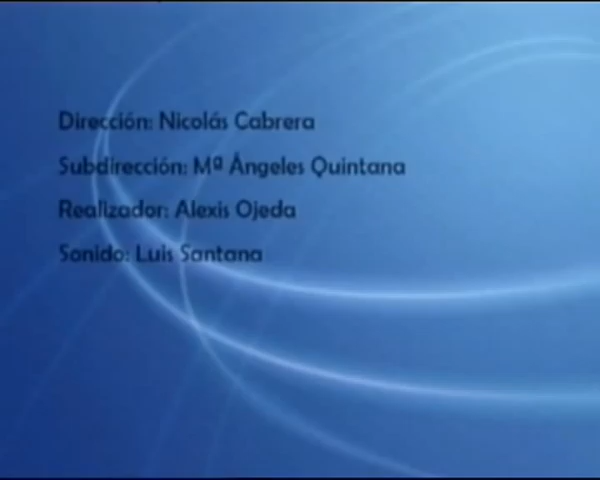 Dirección: Nicolás Cabrera
Subdirección: Mª Ángeles Quintana
Realizador: Alexis Ojeda
Sonido: Luis Santana